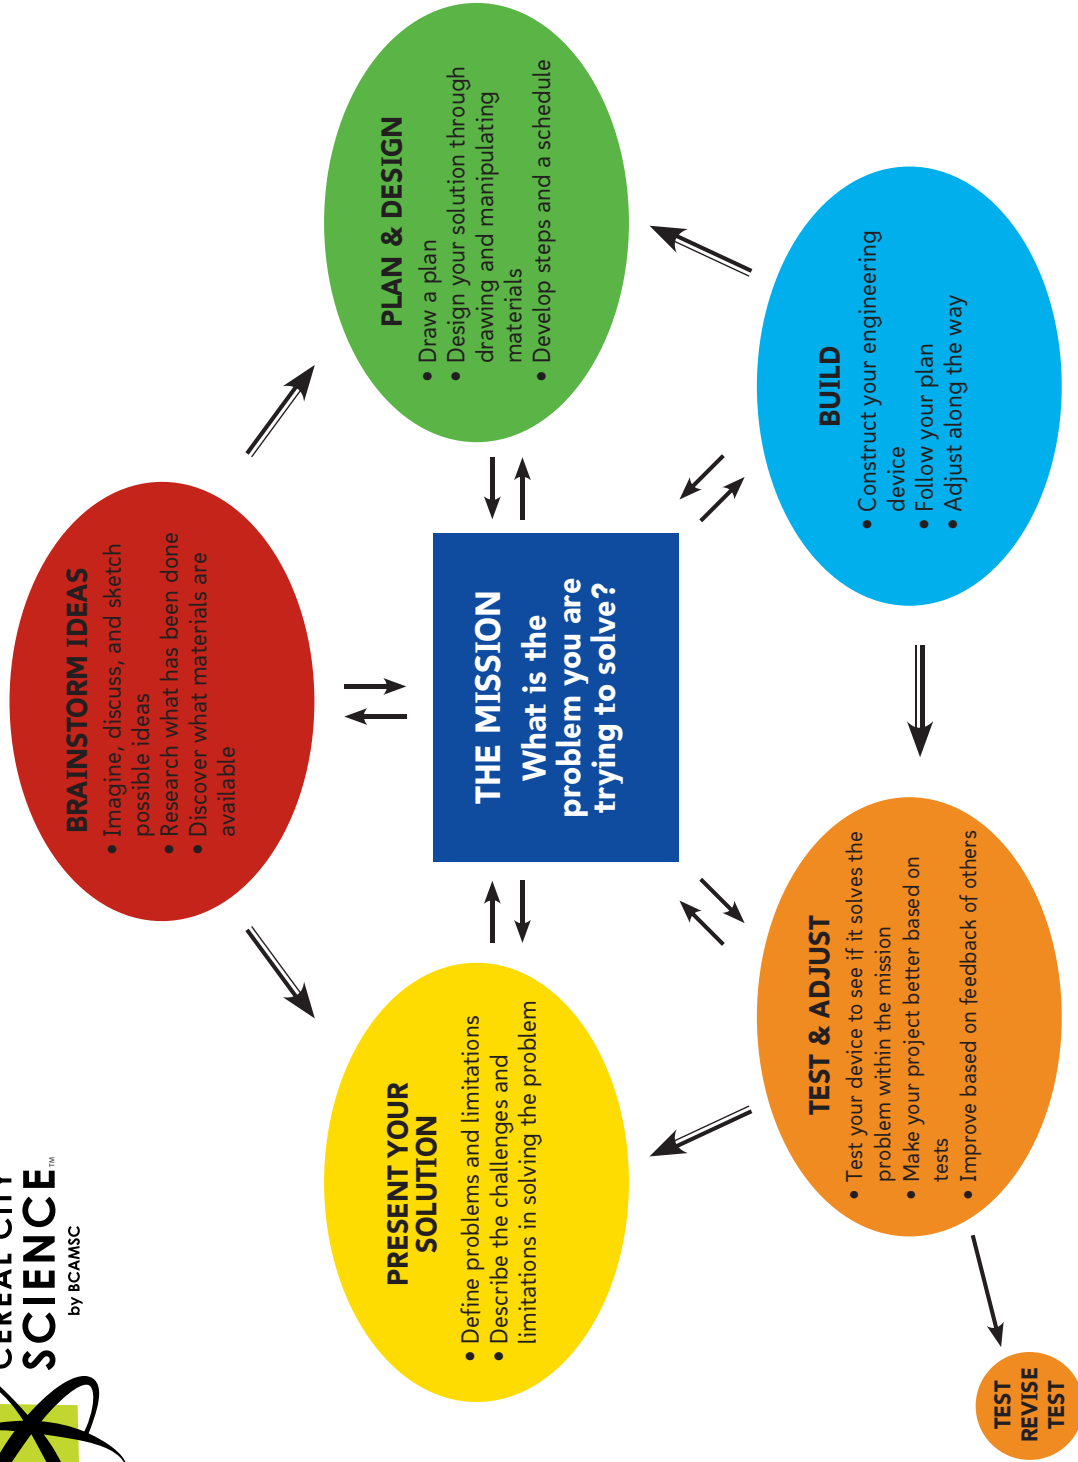 CEREAL CITY
SCIENCE™
by BCAMSC
BRAINSTORM IDEAS
• Imagine, discuss, and sketch
possible ideas
• Research what has been done
• Discover what materials are
available
PLAN & DESIGN
• Draw a plan
• Design your solution through
drawing and manipulating
materials
• Develop steps and a schedule
BUILD
• Construct your engineering
device
• Follow your plan
• Adjust along the way
TEST & ADJUST
• Test your device to see if it solves the
problem within the mission
• Make your project better based on
tests
• Improve based on feedback of others
TEST
REVISE
TEST
PRESENT YOUR
SOLUTION
• Define problems and limitations
• Describe the challenges and
limitations in solving the problem
THE MISSION
What is the
problem you are
trying to solve?